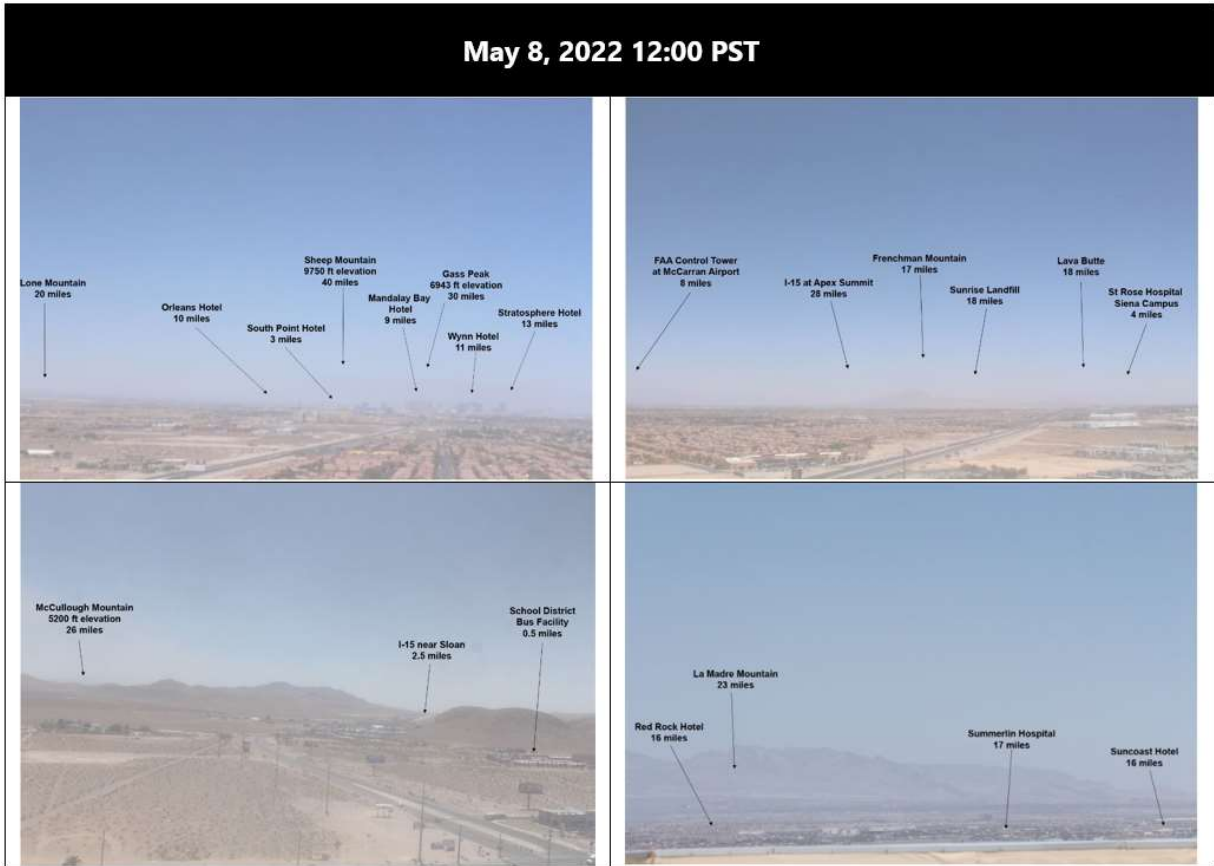 May 8, 2022 12:00 PST
Lone Mountain
20 miles
Orleans Hotel
10 miles
South Point Hotel
3 miles
Sheep Mountain
9750 ft elevation
40 miles
Mandalay Bay
Hotel
9 miles
Gass Peak
6943 ft elevation
30 miles
Wynn Hotel
11 miles
Stratosphere Hotel
13 miles
FAA Control Tower
at McCarran Airport
8 miles
I-15 at Apex Summit
28 miles
Frenchman Mountain
17 miles
Sunrise Landfill
18 miles
Lava Butte
18 miles
St Rose Hospital
Siena Campus
4 miles
McCullough Mountain
5200 ft elevation
26 miles
I-15 near Sloan
2.5 miles
School District
Bus Facility
0.5 miles
Red Rock Hotel
16 miles
La Madre Mountain
23 miles
Summerlin Hospital
17 miles
Suncoast Hotel
16 miles